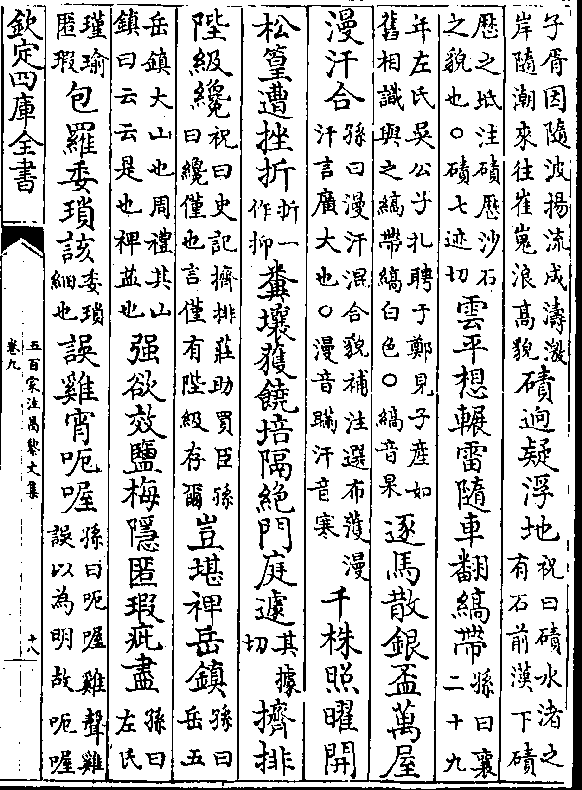 子胥因隨波揚流成濤激
岸隨潮來往崔嵬浪高貌
磧迥疑浮地
祝曰磧水渚之
有石前漢下磧
歷之坻注磧歷沙石
之貌也○磧七迹切
雲平想輾雷隨車翻縞帶
孫曰襄
二十九
年左氏吳公子札聘于鄭見子産如
舊相識與之縞帶縞白色○縞音杲
逐馬散銀盃萬屋
漫汗合
孫曰漫汗混合貌補注選布濩漫
汗言廣大也○漫音瞞汗音寒
千株照曜開
松篁遭挫折
折一
作抑
糞壤獲饒培隔絶門庭遽
其據
切
擠排
陛級纔
祝曰史記擠排莊助買臣孫
曰纔僅也言僅有陛級存爾
豈堪裨岳鎮
孫曰
岳五
岳鎮大山也周禮其山
鎮曰云云是也裨益也
强欲效鹽梅隱匿瑕疵盡
孫曰
左氏
瑾瑜
匿瑕
包羅委瑣該
委瑣
細也
誤雞宵呃喔
孫曰呃喔雞聲雞
誤以為明故呃喔
欽定四庫全書
五百家注昌黎文集
卷九
十八